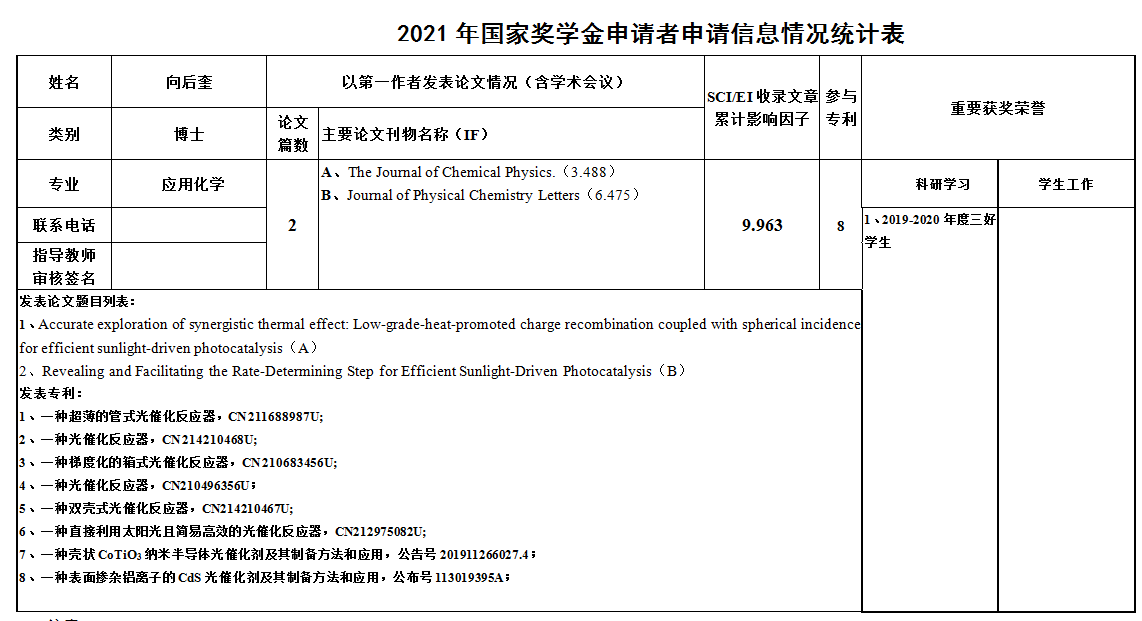 2021 年国家奖学金申请者申请信息情况统计表
姓名
向后奎
以第一作者发表论文情况（含学术会议）
SCI/EI 收录文章
累计影响因子
参与
专利
重要获奖荣誉
类别
博士
论文
篇数
主要论文刊物名称（IF）
专业
应用化学
2
A、The Journal of Chemical Physics.（3.488）
B、Journal of Physical Chemistry Letters（6.475）
9.963
8
科研学习
学生工作
联系电话
1、2019-2020 年度三好
学生
指导教师
审核签名
发表论文题目列表：
1、Accurate exploration of synergistic thermal effect: Low-grade-heat-promoted charge recombination coupled with spherical incidence
for efficient sunlight-driven photocatalysis（A）
2、Revealing and Facilitating the Rate-Determining Step for Efficient Sunlight-Driven Photocatalysis（B）
发表专利：
1、一种超薄的管式光催化反应器，CN211688987U;
2、一种光催化反应器，CN214210468U;
3、一种梯度化的箱式光催化反应器，CN210683456U;
4、一种光催化反应器，CN210496356U；
5、一种双壳式光催化反应器，CN214210467U;
6、一种直接利用太阳光且简易高效的光催化反应器，CN212975082U;
7、一种壳状 CoTiO3 纳米半导体光催化剂及其制备方法和应用，公告号 201911266027.4；
8、一种表面掺杂铝离子的 CdS 光催化剂及其制备方法和应用，公布号 113019395A；